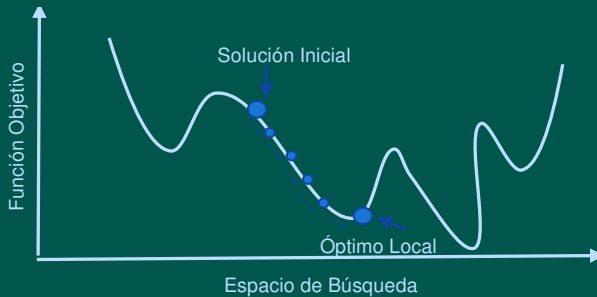 Solución Inicial
Función Objetivo
Óptimo Local
Espacio de Búsqueda